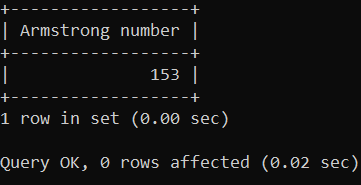 +------------------+
| Armstrong number |
+------------------+
|              153 |
+------------------+
1 row in set (0.00 sec)
Query OK, 0 rows affected (0.02 sec)